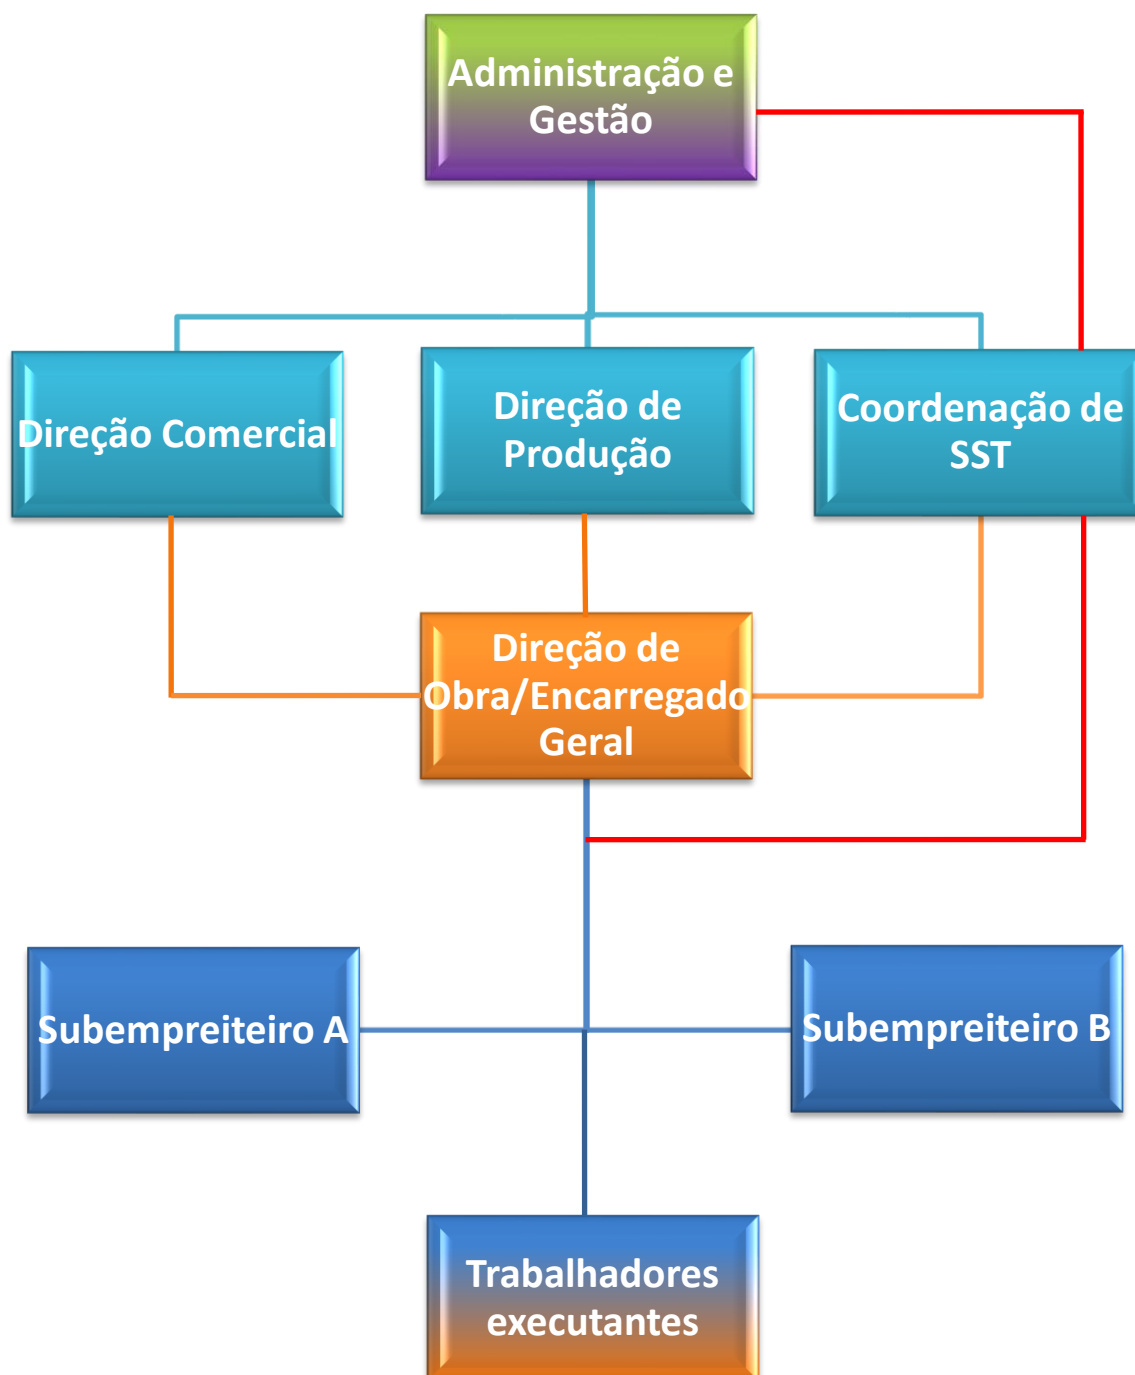 Administração e
Gestão
Direção Comercial
Direção de
Produção
Coordenação de
SST
Direção de
Obra/Encarregado
Geral
Subempreiteiro A
Subempreiteiro B
Trabalhadores
executantes